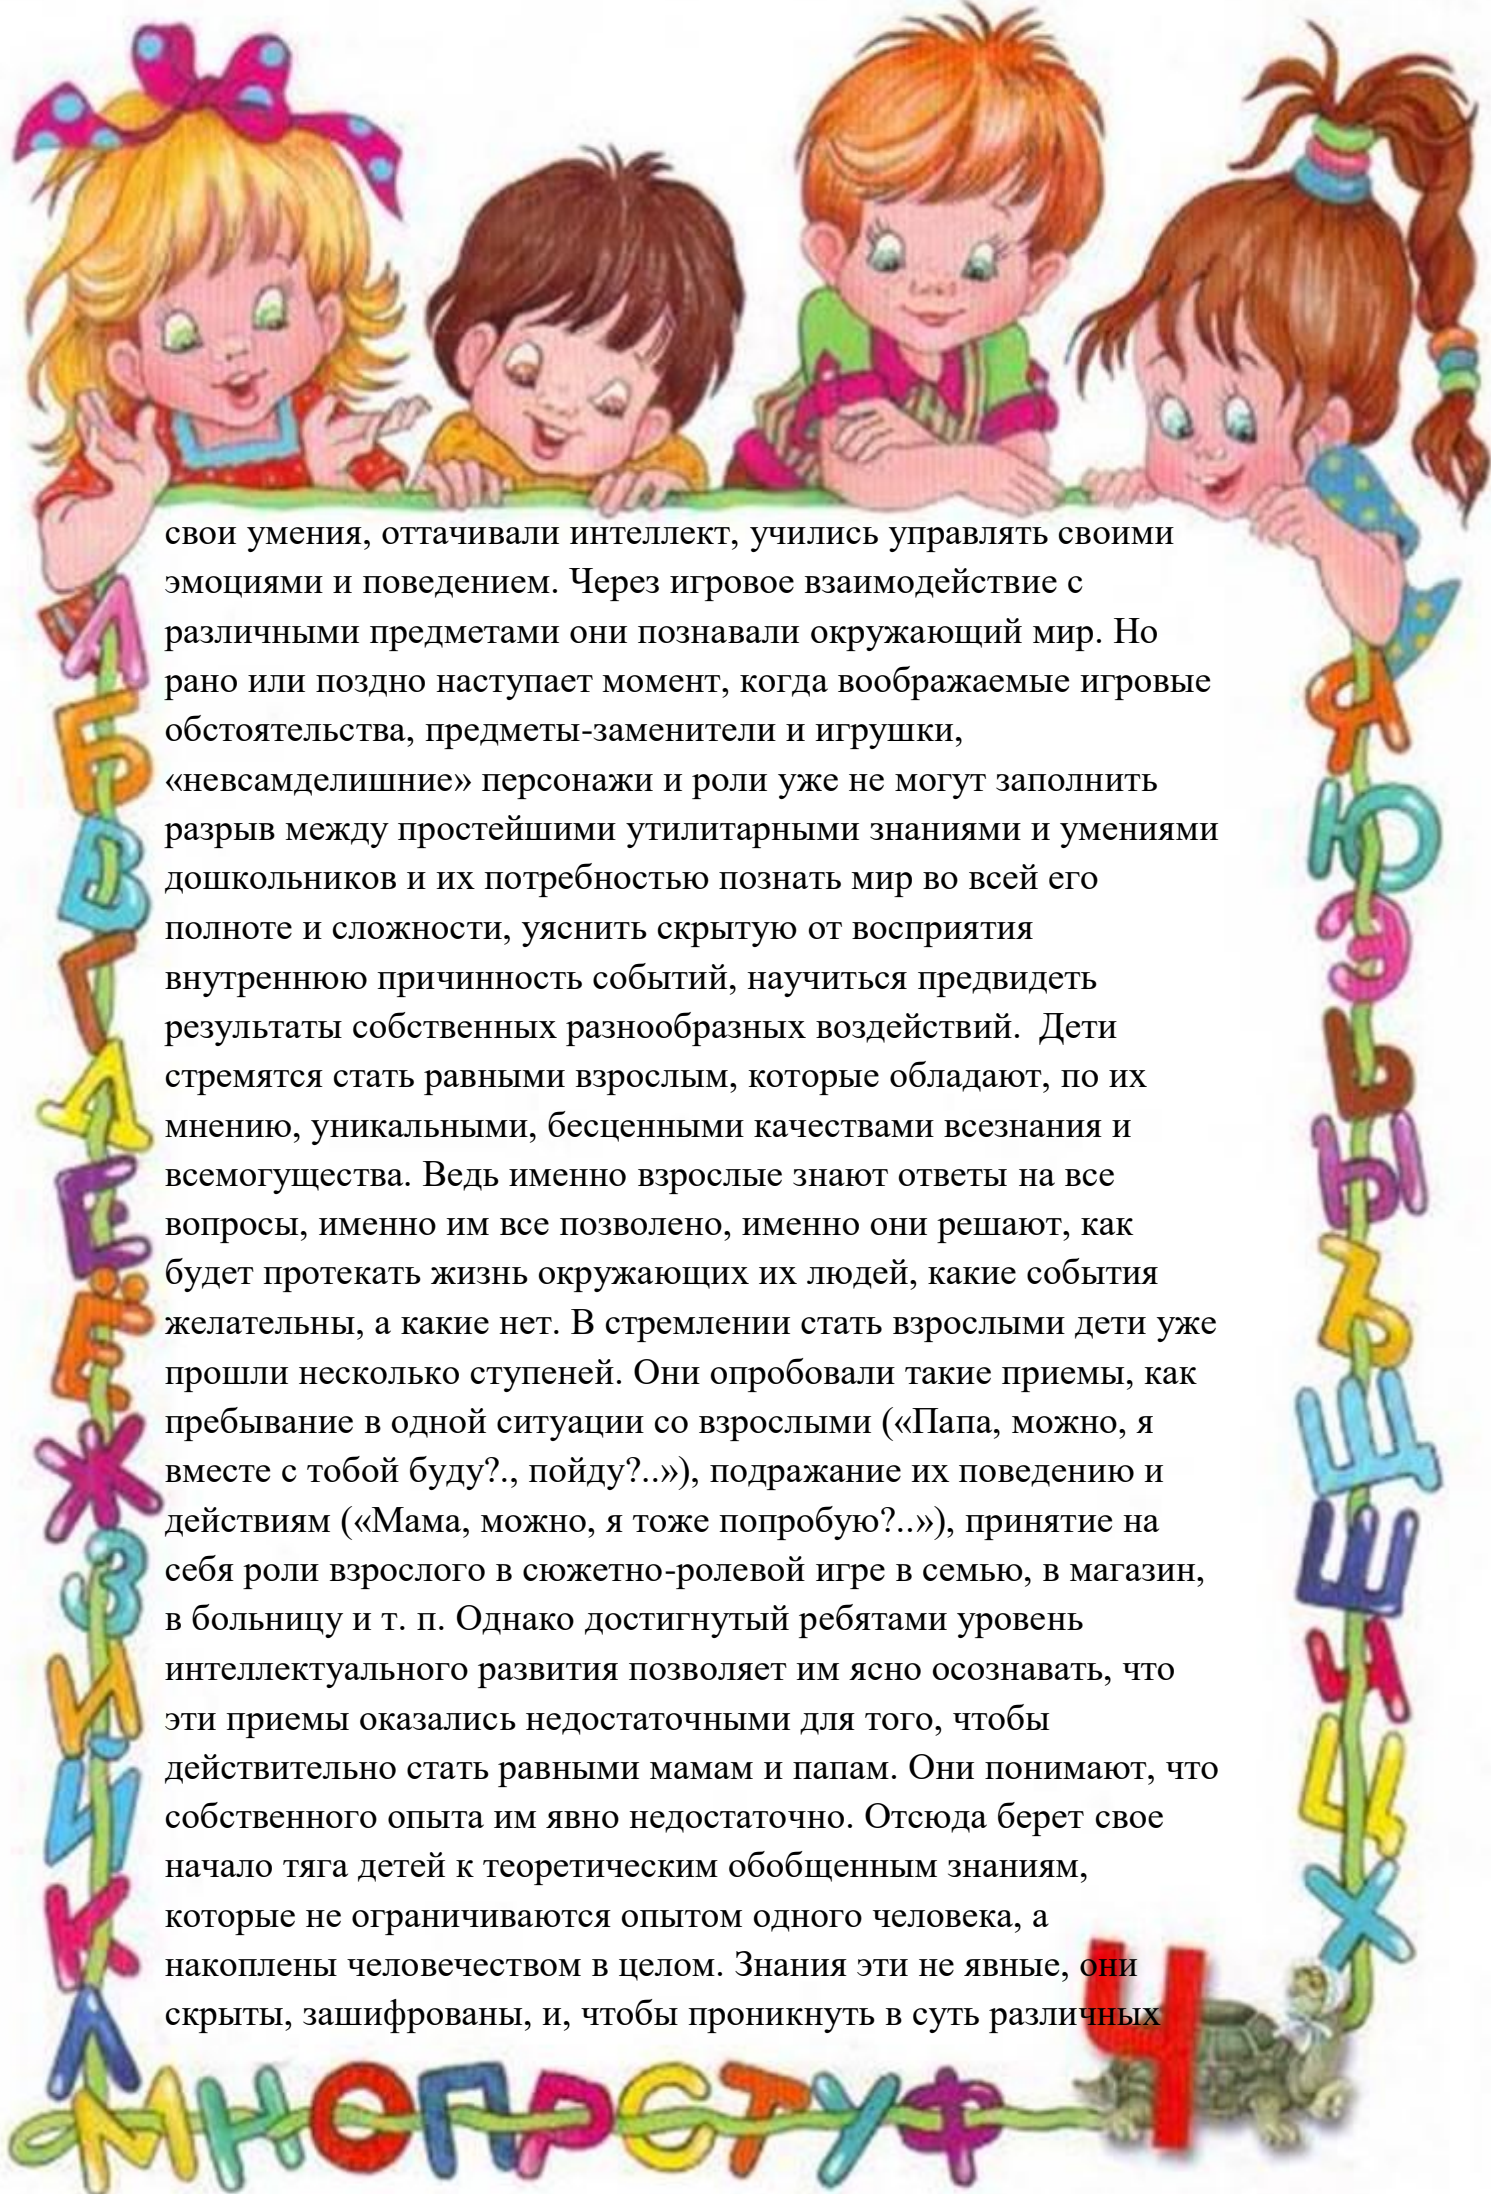 свои умения, оттачивали интеллект, учились управлять своими
эмоциями и поведением. Через игровое взаимодействие с
различными предметами они познавали окружающий мир. Но
рано или поздно наступает момент, когда воображаемые игровые
обстоятельства, предметы-заменители и игрушки,
«невсамделишние» персонажи и роли уже не могут заполнить
разрыв между простейшими утилитарными знаниями и умениями
дошкольников и их потребностью познать мир во всей его
полноте и сложности, уяснить скрытую от восприятия
внутреннюю причинность событий, научиться предвидеть
результаты собственных разнообразных воздействий.  Дети
стремятся стать равными взрослым, которые обладают, по их
мнению, уникальными, бесценными качествами всезнания и
всемогущества. Ведь именно взрослые знают ответы на все
вопросы, именно им все позволено, именно они решают, как
будет протекать жизнь окружающих их людей, какие события
желательны, а какие нет. В стремлении стать взрослыми дети уже
прошли несколько ступеней. Они опробовали такие приемы, как
пребывание в одной ситуации со взрослыми («Папа, можно, я
вместе с тобой буду?., пойду?..»), подражание их поведению и
действиям («Мама, можно, я тоже попробую?..»), принятие на
себя роли взрослого в сюжетно-ролевой игре в семью, в магазин,
в больницу и т. п. Однако достигнутый ребятами уровень
интеллектуального развития позволяет им ясно осознавать, что
эти приемы оказались недостаточными для того, чтобы
действительно стать равными мамам и папам. Они понимают, что
собственного опыта им явно недостаточно. Отсюда берет свое
начало тяга детей к теоретическим обобщенным знаниям,
которые не ограничиваются опытом одного человека, а
накоплены человечеством в целом. Знания эти не явные, они
скрыты, зашифрованы, и, чтобы проникнуть в суть различных
А
Б
В
Г
Д
Е
Ё
Ж
З
И
Й
К
Л
М Н О П Р С Т У Ф
Ч
Х
Ц
Ч
Ш
Щ
Ъ
Ы
Ь
Э
Ю
Я